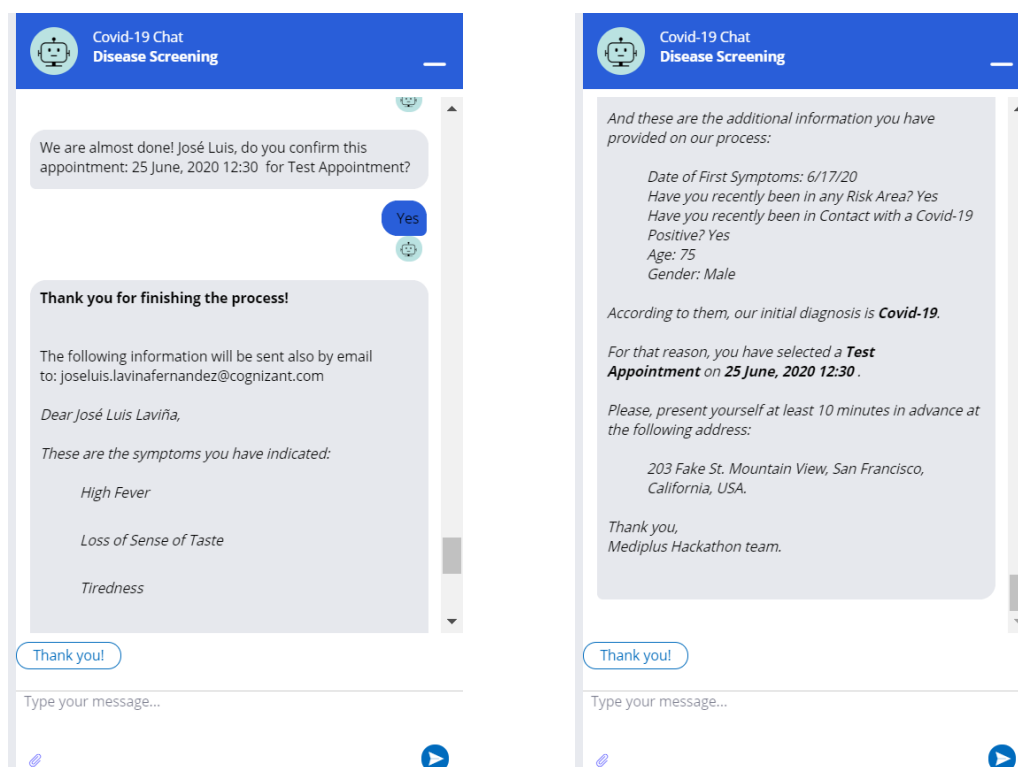 Covid-19 Chat
Disease Screening
We are almost done! José Luis, do you confirm this
appointment: 25 June, 2020 12:30 for Test Appointment?
Yes
Thank you for finishing the process!
The following information will be sent also by email
to: joseluis.lavinafernandez@cognizant.com
Dear José Luis Laviña,
These are the symptoms you have indicated:
High Fever
Loss of Sense of Taste
Tiredness
Thank you!
Type your message...
Covid-19 Chat
Disease Screening
And these are the additional information you have
provided on our process:
Date of First Symptoms: 6/17/20
Have you recently been in any Risk Area? Yes
Have you recently been in Contact with a Covid-19
Positive? Yes
Age: 75
Gender: Male
According to them, our initial diagnosis is Covid-19.
For that reason, you have selected a Test
Appointment on 25 June, 2020 12:30 .
Please, present yourself at least 10 minutes in advance at
the following address:
203 Fake St. Mountain View, San Francisco,
California, USA.
Thank you,
Mediplus Hackathon team.
Thank you!
Type your message...